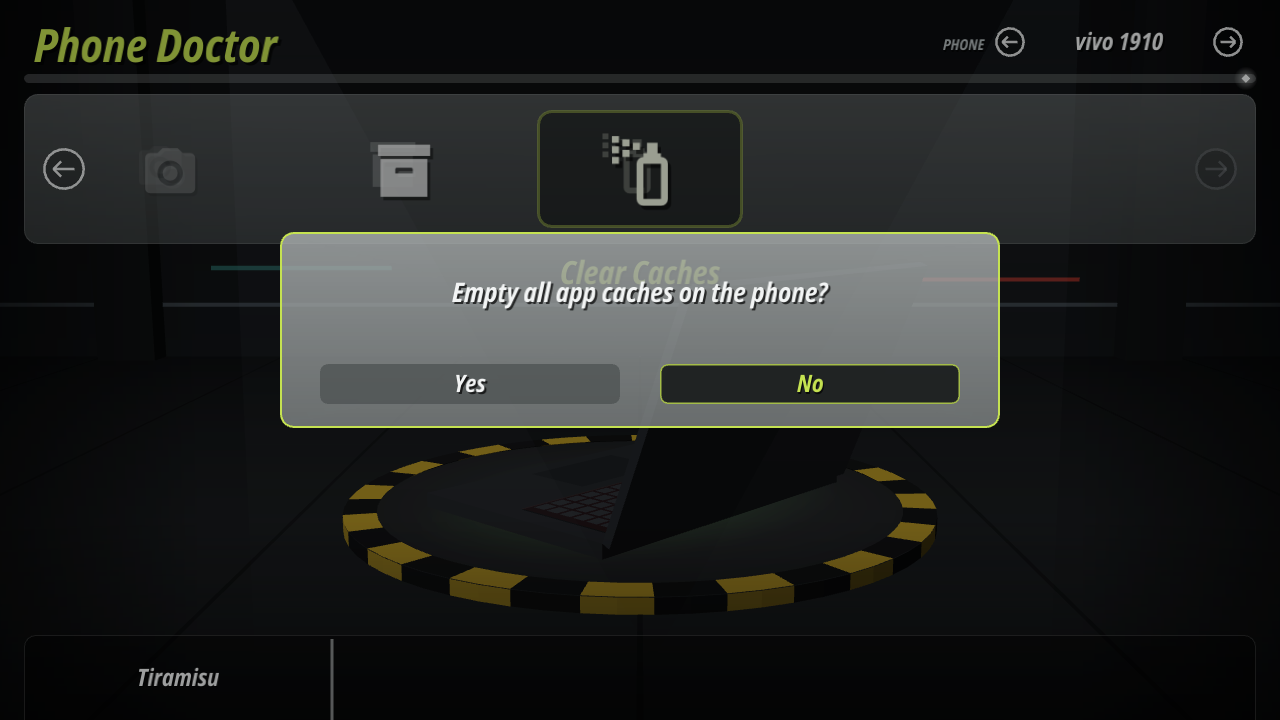 Phone Doctor
PHONE
vivo 1910
Clear Caches
Empty all app caches on the phone?
Yes
No
Tiramisu